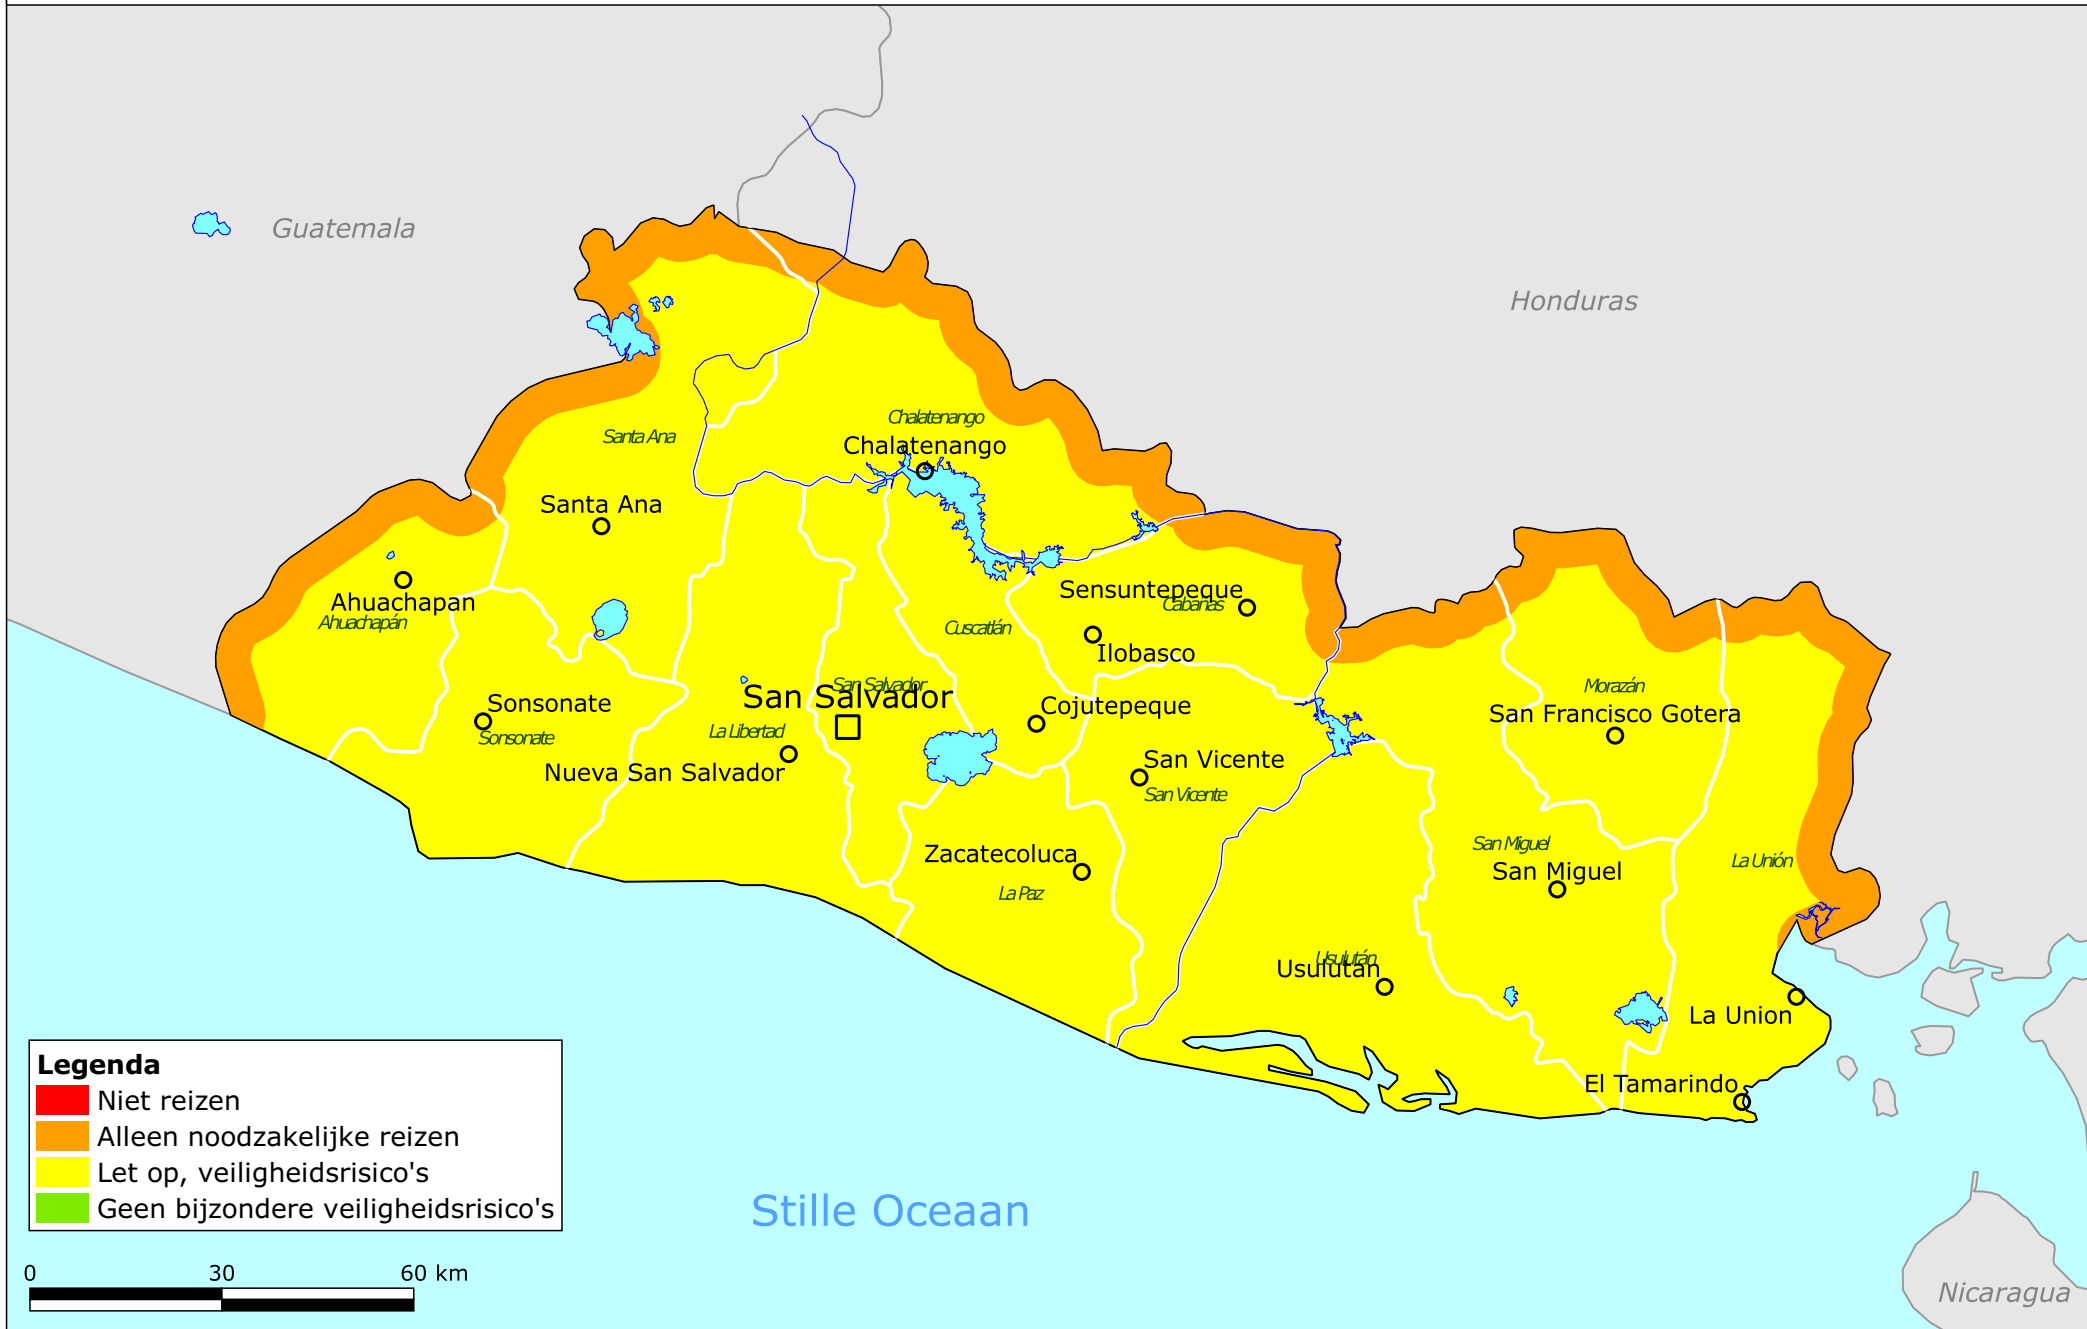 Guatemala
Honduras
Chalatenango
Chalatenango
Santa Ana
Santa Ana
Sensuntepeque
Cabanas
Ahuachapan
Ahuachapán
Cuscatlán
Ilobasco
San Salvador
San Salvador
Morazán
Sonsonate
Cojutepeque
San Francisco Gotera
Sonsonate
La Libertad
Nueva San Salvador
San Vicente
San Vicente
San Miguel
Zacatecoluca
La Unión
San Miguel
La Paz
Usulután
Usulutan
La Union
El Tamarindo
Legenda
Niet reizen
Alleen noodzakelijke reizen
Let op, veiligheidsrisico's
Geen bijzondere veiligheidsrisico's
Stille Oceaan
0 30 60 km
Nicaragua